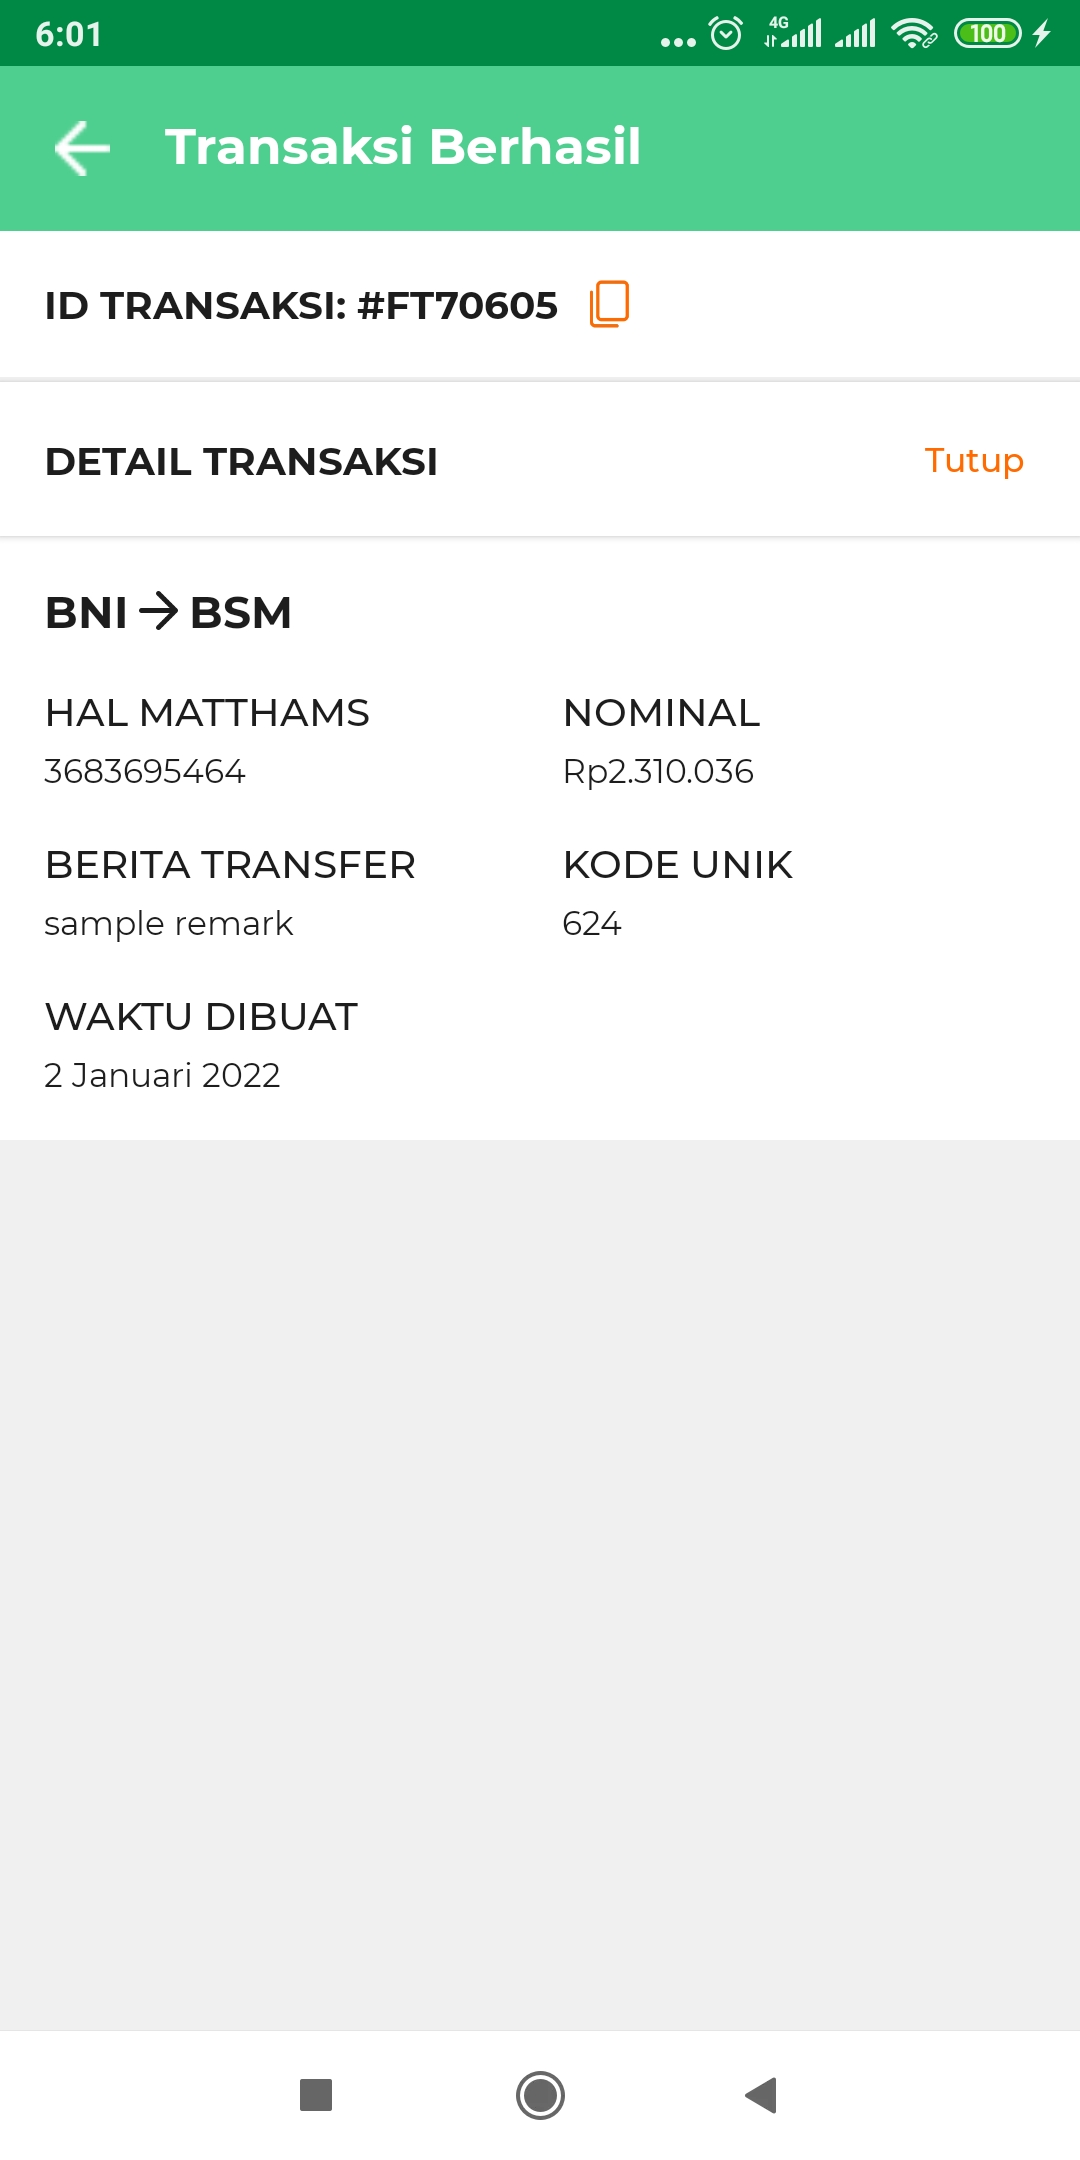 6:01
4G
100
Transaksi Berhasil
ID TRANSAKSI: #FT70605
DETAIL TRANSAKSI
Tutup
BNI → BSM
HAL MATTHAMS
3683695464
NOMINAL
Rp2.310.036
BERITA TRANSFER
sample remark
KODE UNIK
624
WAKTU DIBUAT
2 Januari 2022